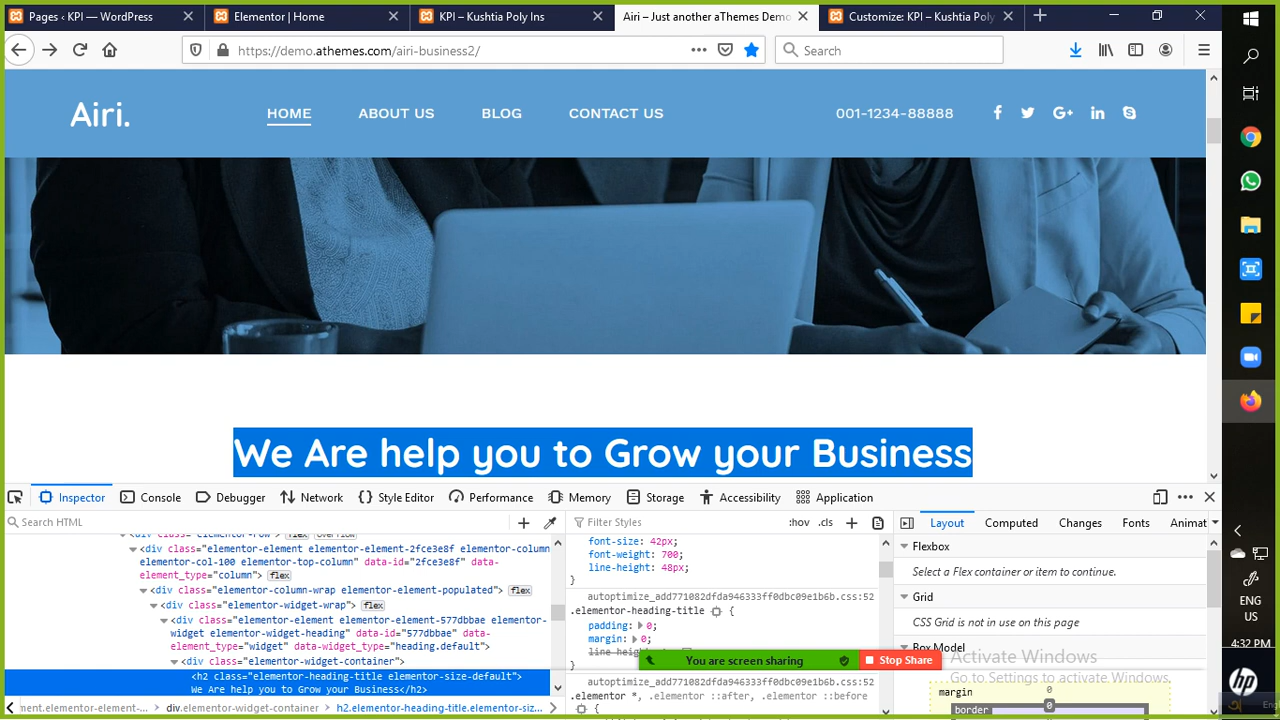 Pages ‹ KPI — WordPress
Elementor | Home
KPI – Kushtia Poly Ins
Airi – Just another aThemes Demo
Customize: KPI – Kushtia Poly
https://demo.athemes.com/airi-business2/
Search
Airi.
HOME
ABOUT US
BLOG
CONTACT US
001-1234-88888
We Are help you to Grow your Business
Inspector
Console
Debugger
Network
Style Editor
Performance
Memory
Storage
Accessibility
Application
Search HTML
<div class="elementor-row">
flex
overflow
<div class="elementor-element elementor-element-2fce3e8f elementor-column
elementor-col-100 elementor-top-column" data-id="2fce3e8f" data-
element_type="column">
flex
<div class="elementor-column-wrap elementor-element-populated">
flex
<div class="elementor-widget-wrap">
flex
<div class="elementor-element elementor-element-577dbbae elementor-
widget elementor-widget-heading" data-id="577dbbae" data-
element_type="widget" data-widget_type="heading.default">
<div class="elementor-widget-container">
<h2 class="elementor-heading-title elementor-size-default">
We Are help you to Grow your Business</h2>
ment.elementor-element-...
div.elementor-widget-container
h2.elementor-heading-title.elementor-siz...
Filter Styles
:hov
.cls
font-size: 42px;
font-weight: 700;
line-height: 48px;
}
autoptimize_add771082dfda946333ff0dbc09e1b6b.css:52
.elementor-heading-title
{
padding: 0;
margin: 0;
}
autoptimize_add771082dfda946333ff0dbc09e1b6b.css:52
.elementor *, .elementor ::after, .elementor ::before
{
Layout
Computed
Changes
Fonts
Animat
Flexbox
Select a Flex container or item to continue.
Grid
CSS Grid is not in use on this page
Box Model
margin
0
border
0
You are screen sharing
Stop Share
Activate Windows
Go to Settings to activate Windows.
ENG
US
4:32 PM
hp